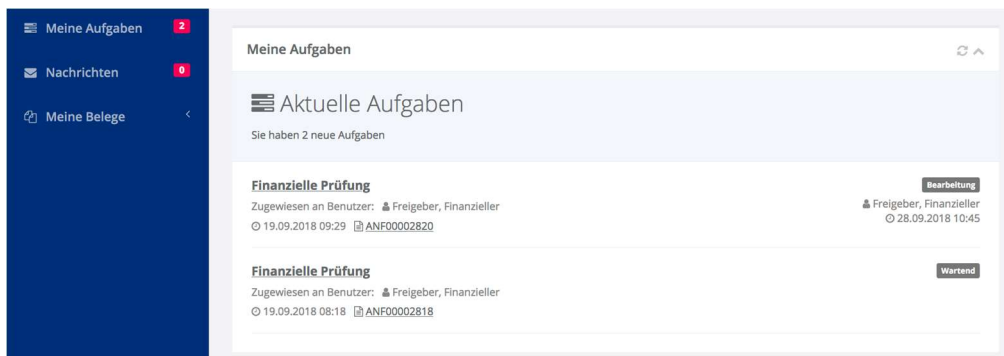 Meine Aufgaben 2
Nachrichten 0
Meine Belege
Meine Aufgaben
Aktuelle Aufgaben
Sie haben 2 neue Aufgaben
Finanzielle Prüfung
Bearbeitung
Zugewiesen an Benutzer: Freigeber, Finanzieller
Freigeber, Finanzieller
19.09.2018 09:29 ANF00002820
28.09.2018 10:45
Finanzielle Prüfung
Wartend
Zugewiesen an Benutzer: Freigeber, Finanzieller
19.09.2018 08:18 ANF00002818